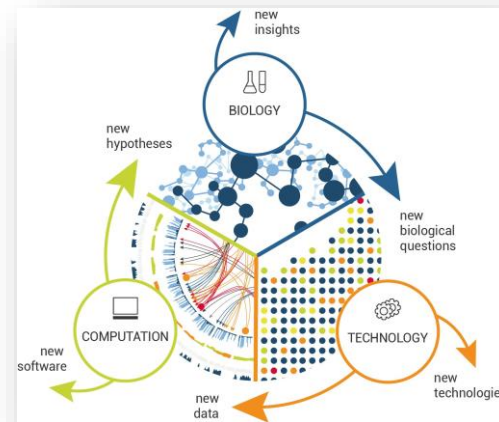 new
insights
BIOLOGY
new
hypotheses
new
biological
questions
COMPUTATION
TECHNOLOGY
new
software
new
data
new
technologie